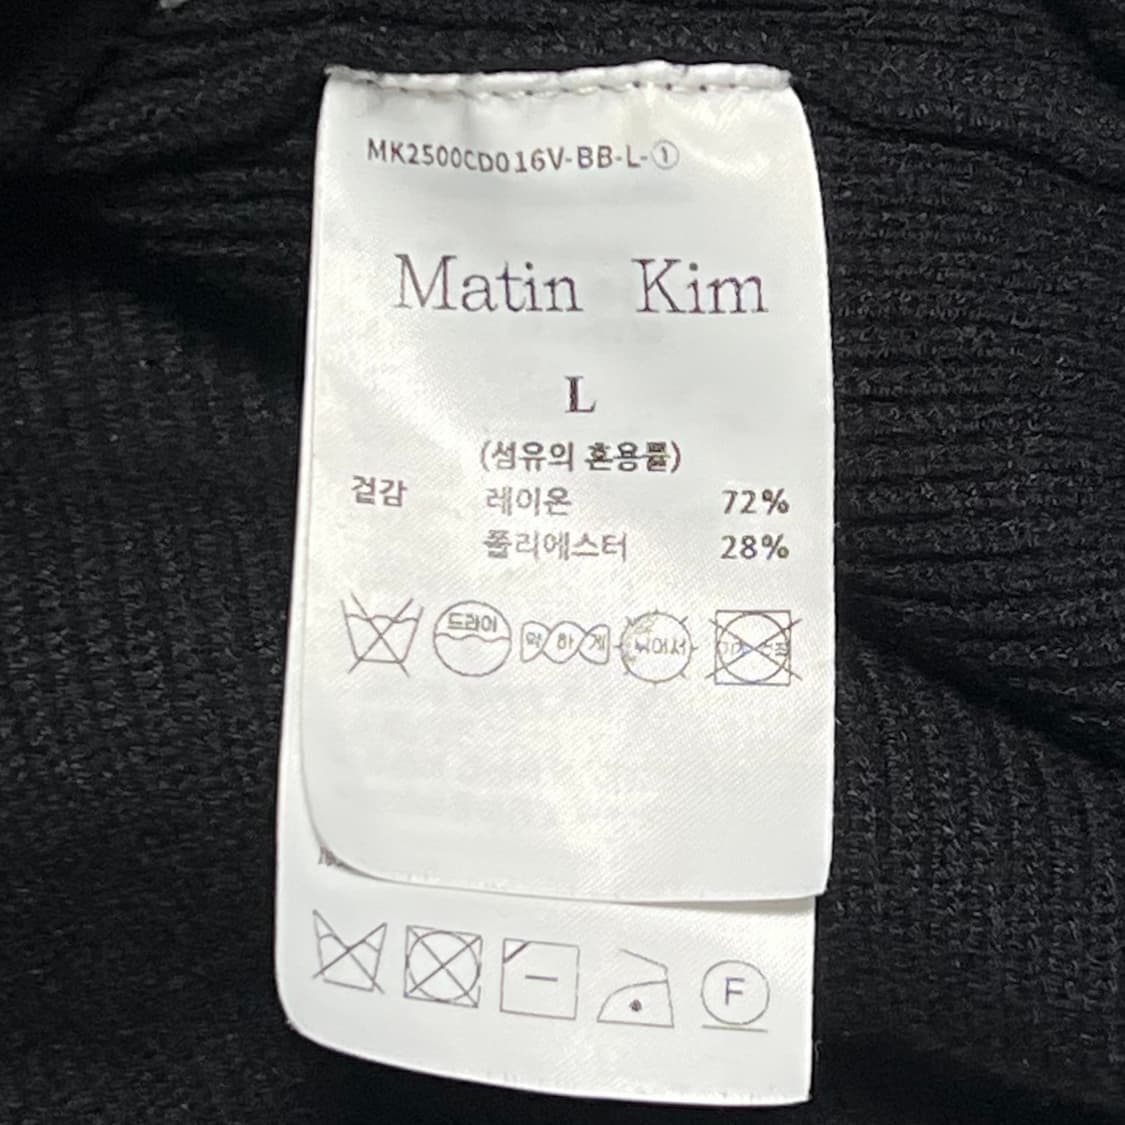 MK2500CD016V-BB-L-①
Matin Kim
L
(섬유의 혼용률)
겉감 레이온 72%
폴리에스터 28%
드라이 약 하 게 뉘어서
F